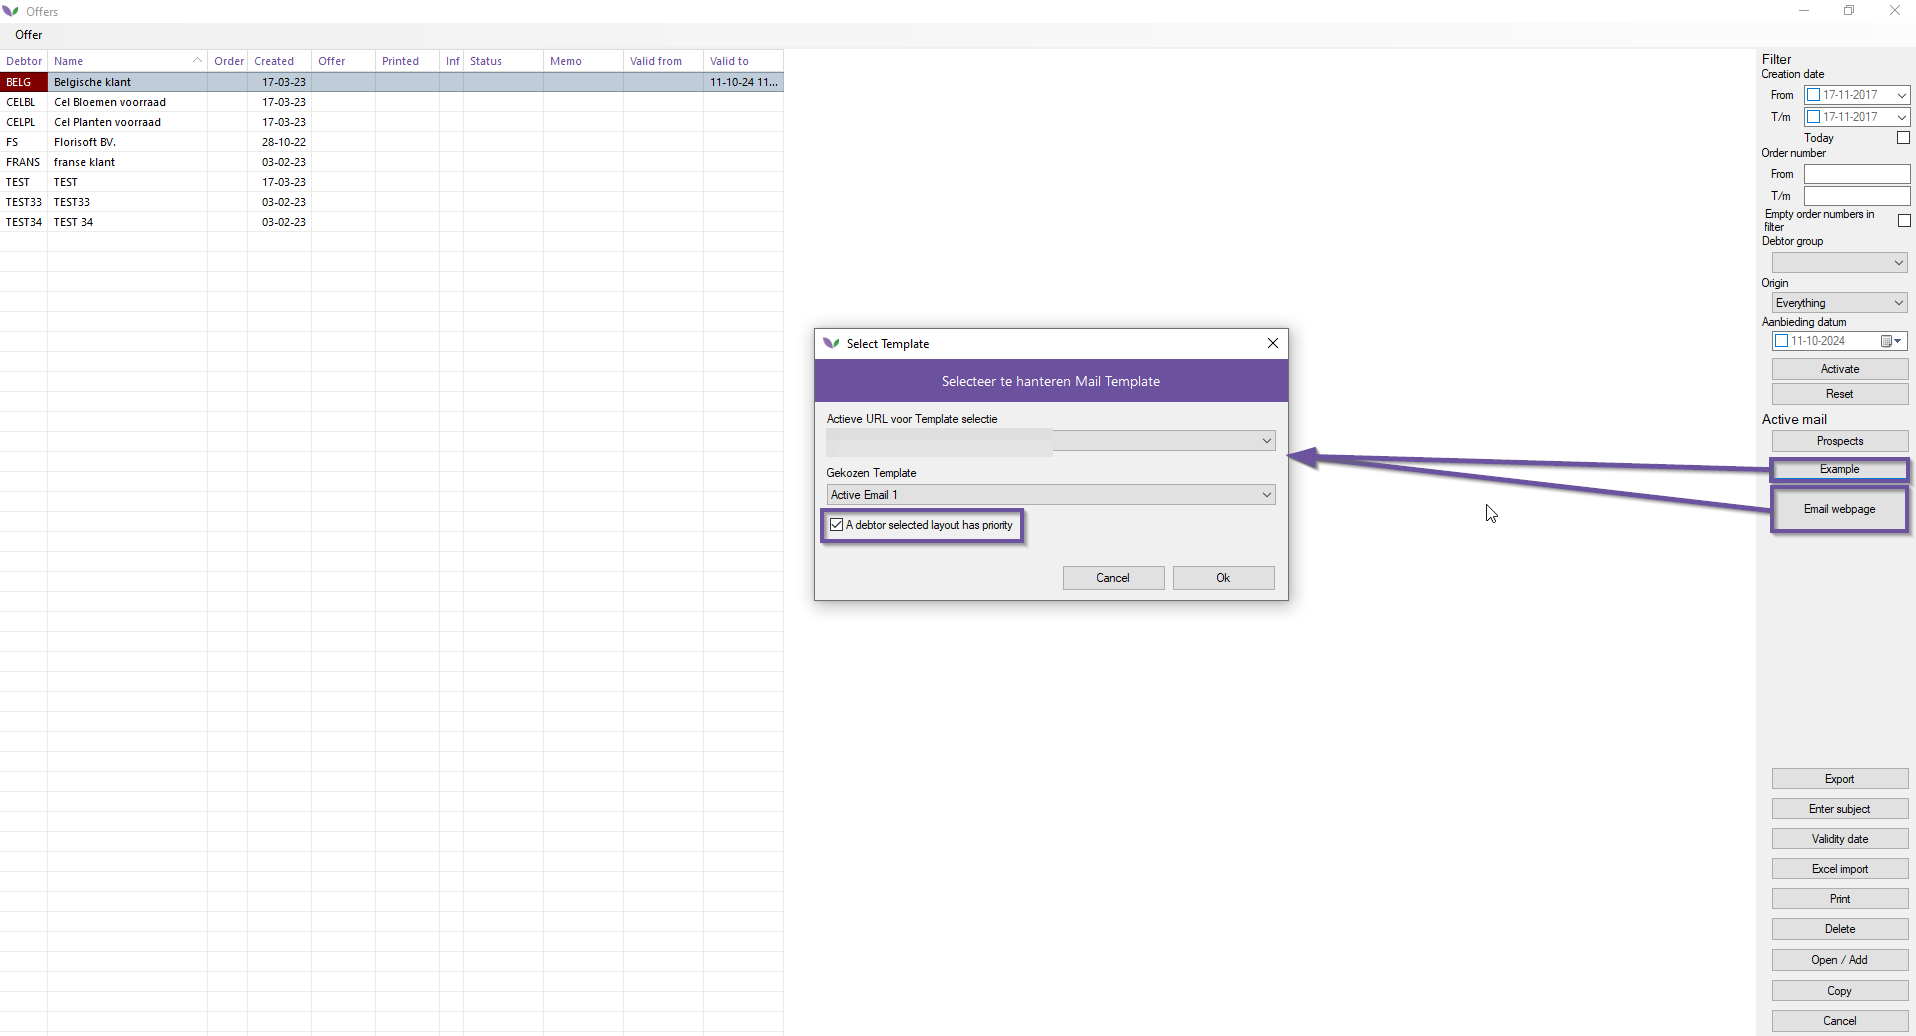 Offers
Offer
Debtor Name Order Created Offer Printed Inf Status Memo Valid from Valid to
BELG Belgische klant 17-03-23 11-10-24 11...
CELBL Cel Bloemen voorraad 17-03-23
CELPL Cel Planten voorraad 17-03-23
FS Florisoft BV. 28-10-22
FRANS franse klant 03-02-23
TEST TEST 17-03-23
TEST33 TEST33 03-02-23
TEST34 TEST 34 03-02-23
Select Template
Selecteer te hanteren Mail Template
Actieve URL voor Template selectie
Gekozen Template
Active Email 1
A debtor selected layout has priority
Cancel Ok
Filter
Creation date
From 17-11-2017
T/m 17-11-2017
Today
Order number
From
T/m
Empty order numbers in
filter
Debtor group
Origin
Everything
Aanbieding datum
11-10-2024
Activate
Reset
Active mail
Prospects
Example
Email webpage
Export
Enter subject
Validity date
Excel import
Print
Delete
Open / Add
Copy
Cancel